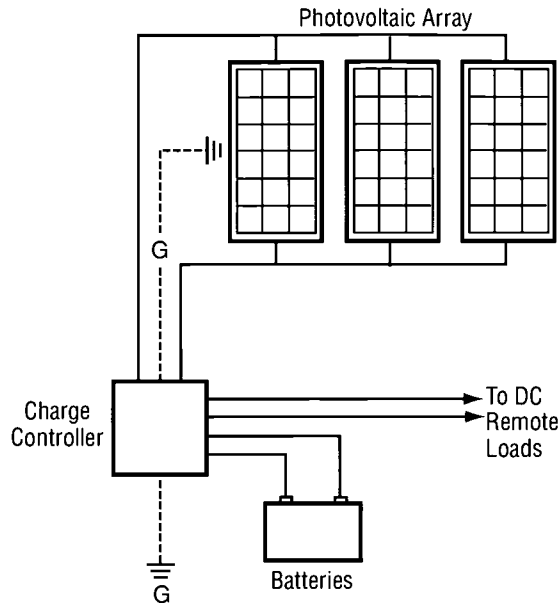 Photovoltaic Array
G
Charge
Controller
To DC
Remote
Loads
Batteries
G